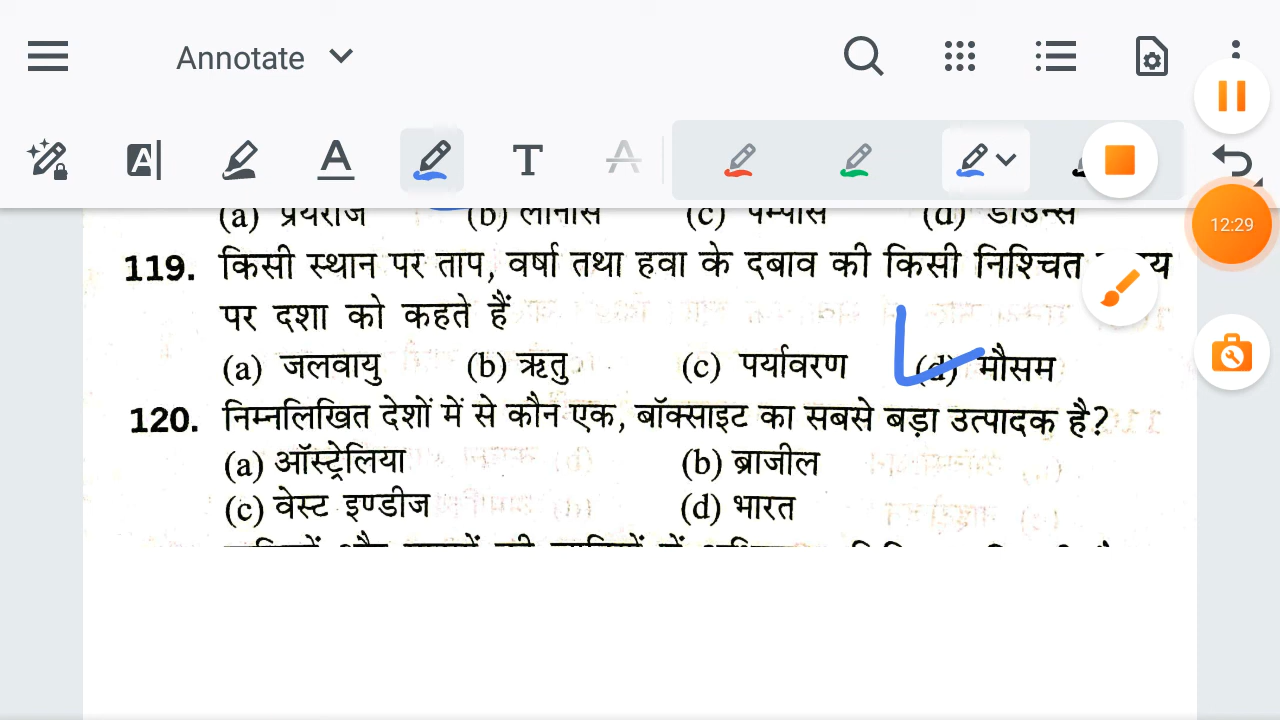 Annotate
A A T A
12:29
(a) प्रेयरीज (b) लानोस (c) पम्पास (d) डाउन्स
119. किसी स्थान पर ताप, वर्षा तथा हवा के दबाव की किसी निश्चित
पर दशा को कहते हैं
(a) जलवायु (b) ऋतु (c) पर्यावरण (d) मौसम
120. निम्नलिखित देशों में से कौन एक, बॉक्साइट का सबसे बड़ा उत्पादक है?
(a) ऑस्ट्रेलिया (b) ब्राजील
(c) वेस्ट इण्डीज (d) भारत